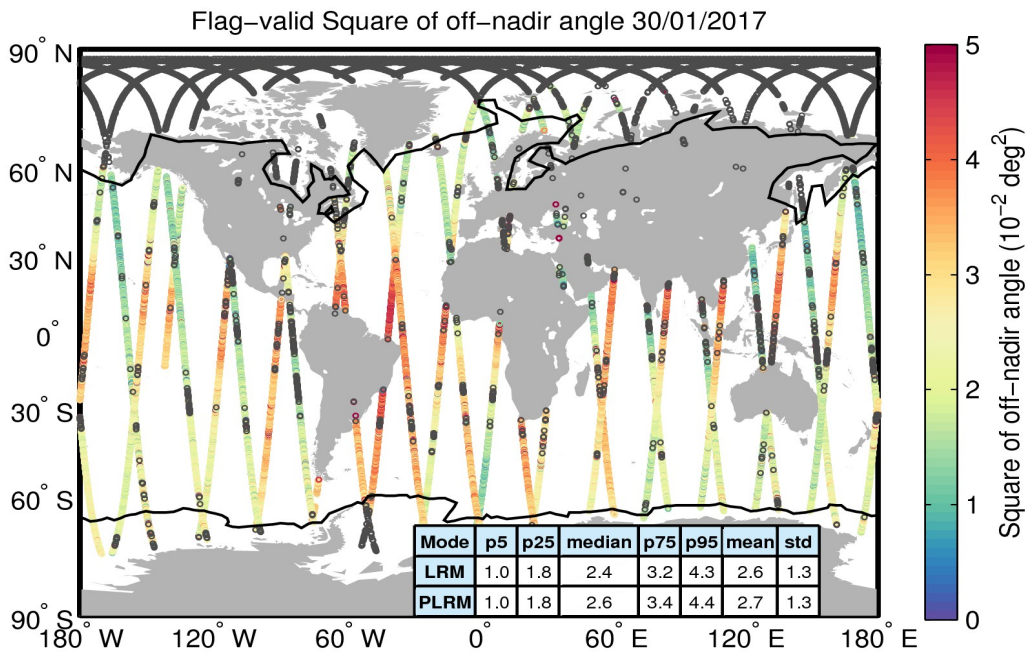 Flag−valid Square of off−nadir angle 30/01/2017
90° N
60° N
30° N
0°
30° S
60° S
90° S
180° W
120° W
60° W
0°
60° E
120° E
180° E
Mode p5 p25 median p75 p95 mean std
LRM 1.0 1.8 2.4 3.2 4.3 2.6 1.3
PLRM 1.0 1.8 2.6 3.4 4.4 2.7 1.3
5
4
3
2
1
0
Square of off−nadir angle (10⁻² deg²)